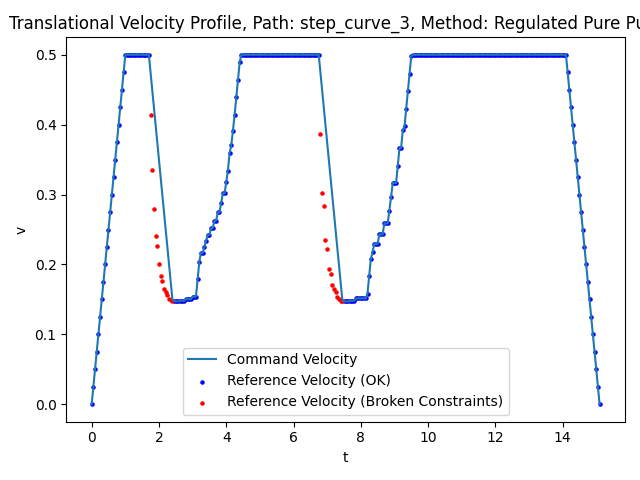 Translational Velocity Profile, Path: step_curve_3, Method: Regulated Pure
v
0.5
0.4
0.3
0.2
0.1
0.0
Command Velocity
Reference Velocity (OK)
Reference Velocity (Broken Constraints)
0 2 4 6 8 10 12 14
t